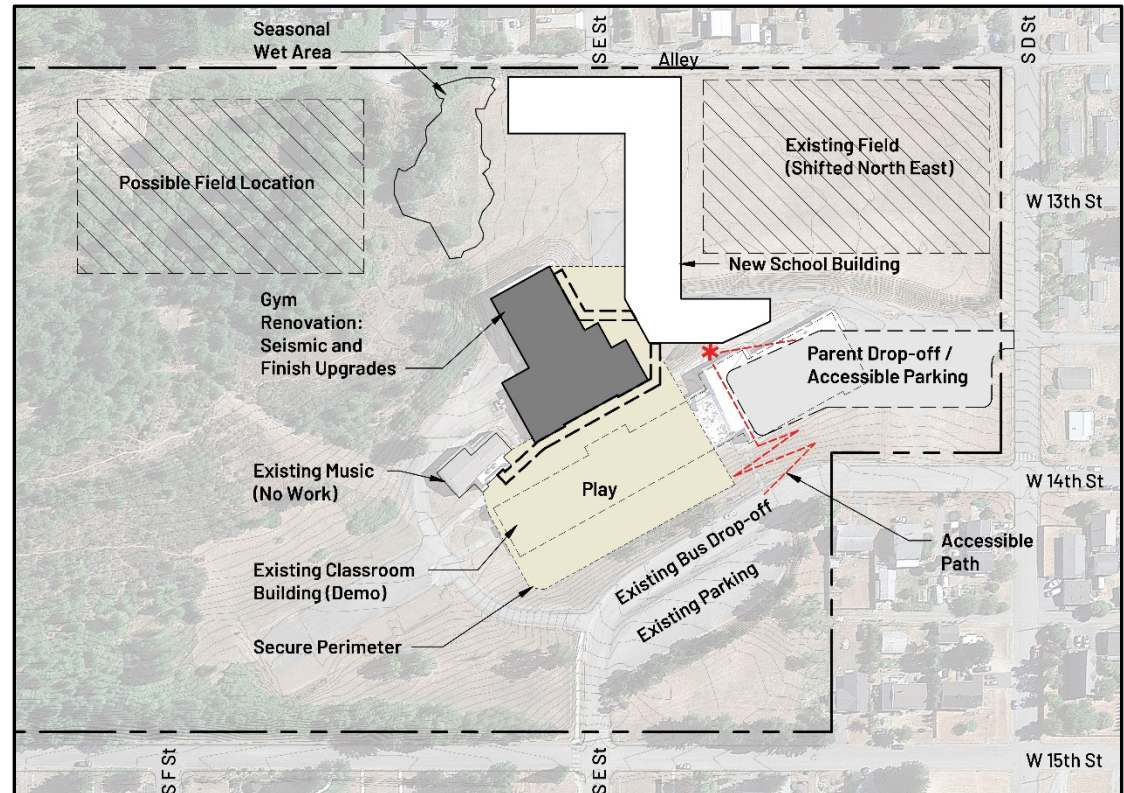 Seasonal
Wet Area
S E St
Alley
S D St
Possible Field Location
Existing Field
(Shifted North East)
W 13th St
New School Building
Gym
Renovation:
Seismic and
Finish Upgrades
Parent Drop-off /
Accessible Parking
Existing Music
(No Work)
Play
W 14th St
Existing Bus Drop-off
Accessible
Path
Existing Classroom
Building (Demo)
Existing Parking
Secure Perimeter
S F St
S E St
W 15th St